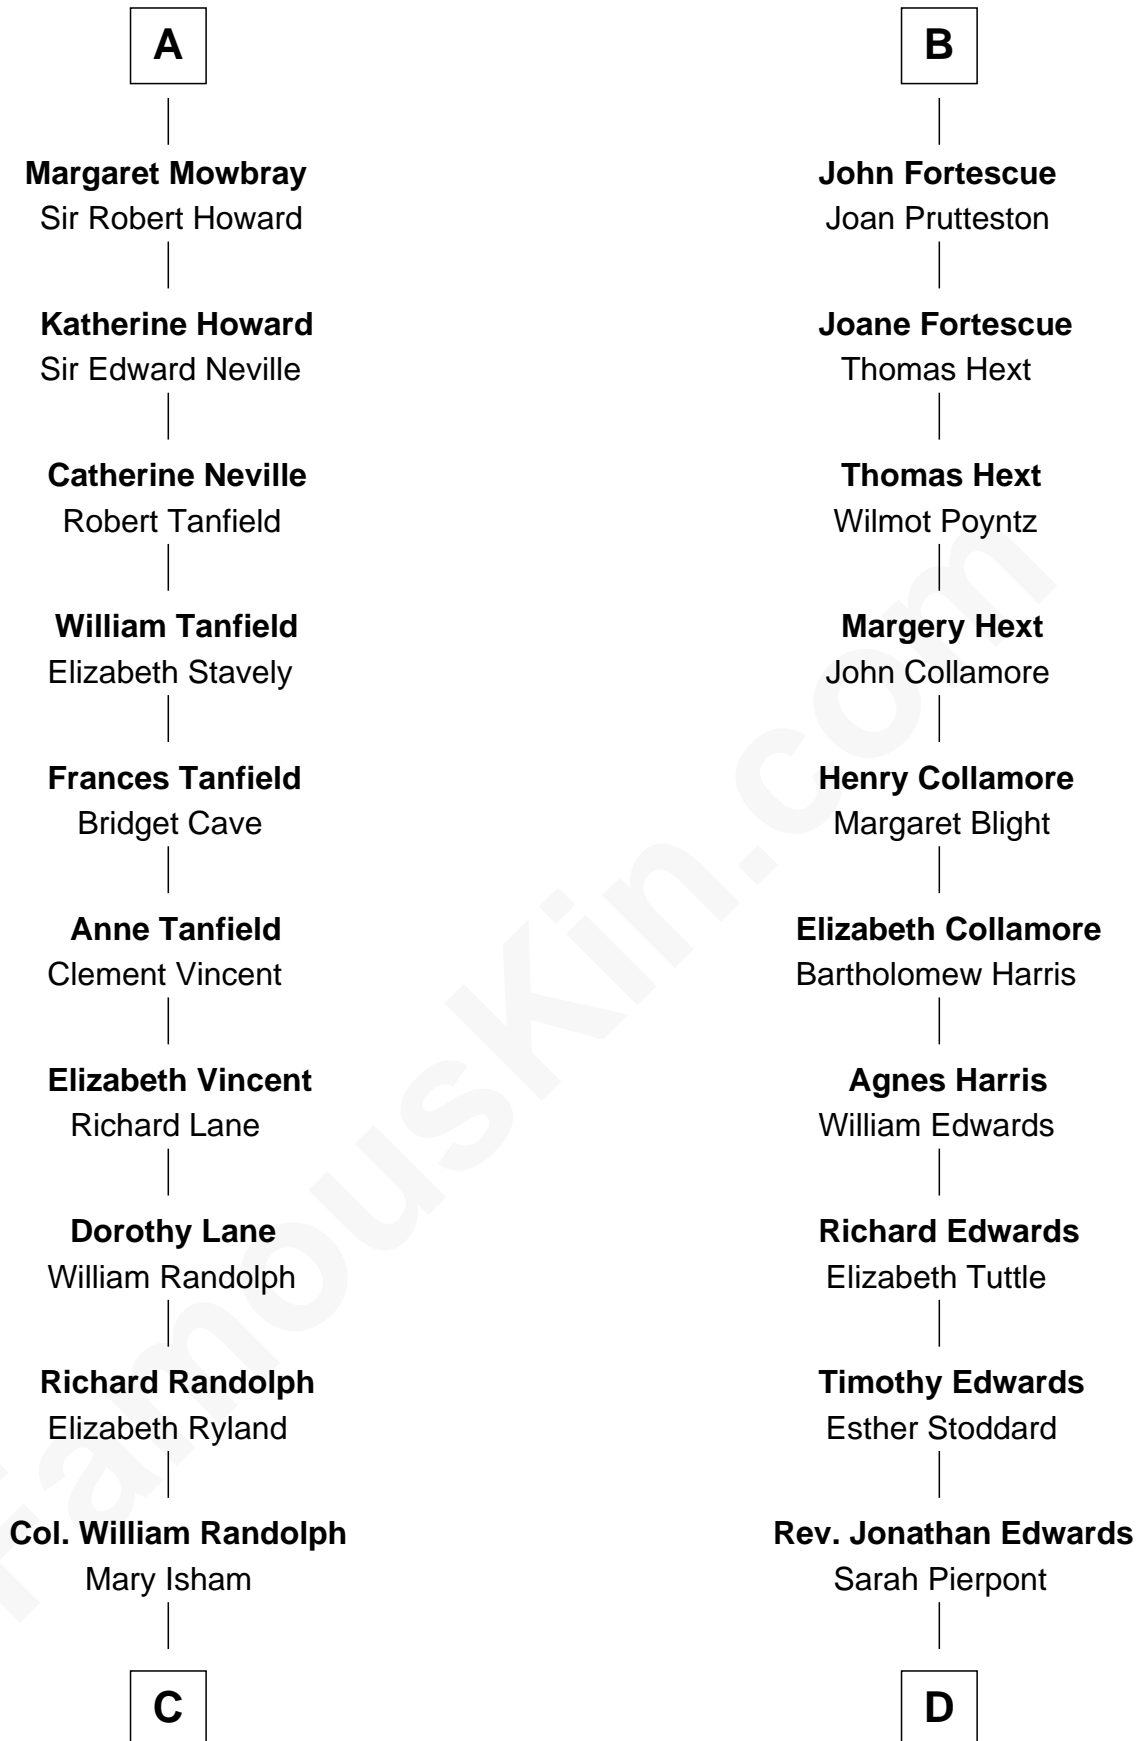 A
Margaret Mowbray
Sir Robert Howard
Katherine Howard
Sir Edward Neville
Catherine Neville
Robert Tanfield
William Tanfield
Elizabeth Stavely
Frances Tanfield
Bridget Cave
Anne Tanfield
Clement Vincent
Elizabeth Vincent
Richard Lane
Dorothy Lane
William Randolph
Richard Randolph
Elizabeth Ryland
Col. William Randolph
Mary Isham
C
B
John Fortescue
Joan Prutteston
Joane Fortescue
Thomas Hext
Thomas Hext
Wilmot Poyntz
Margery Hext
John Collamore
Henry Collamore
Margaret Blight
Elizabeth Collamore
Bartholomew Harris
Agnes Harris
William Edwards
Richard Edwards
Elizabeth Tuttle
Timothy Edwards
Esther Stoddard
Rev. Jonathan Edwards
Sarah Pierpont
D
FamousKin.com